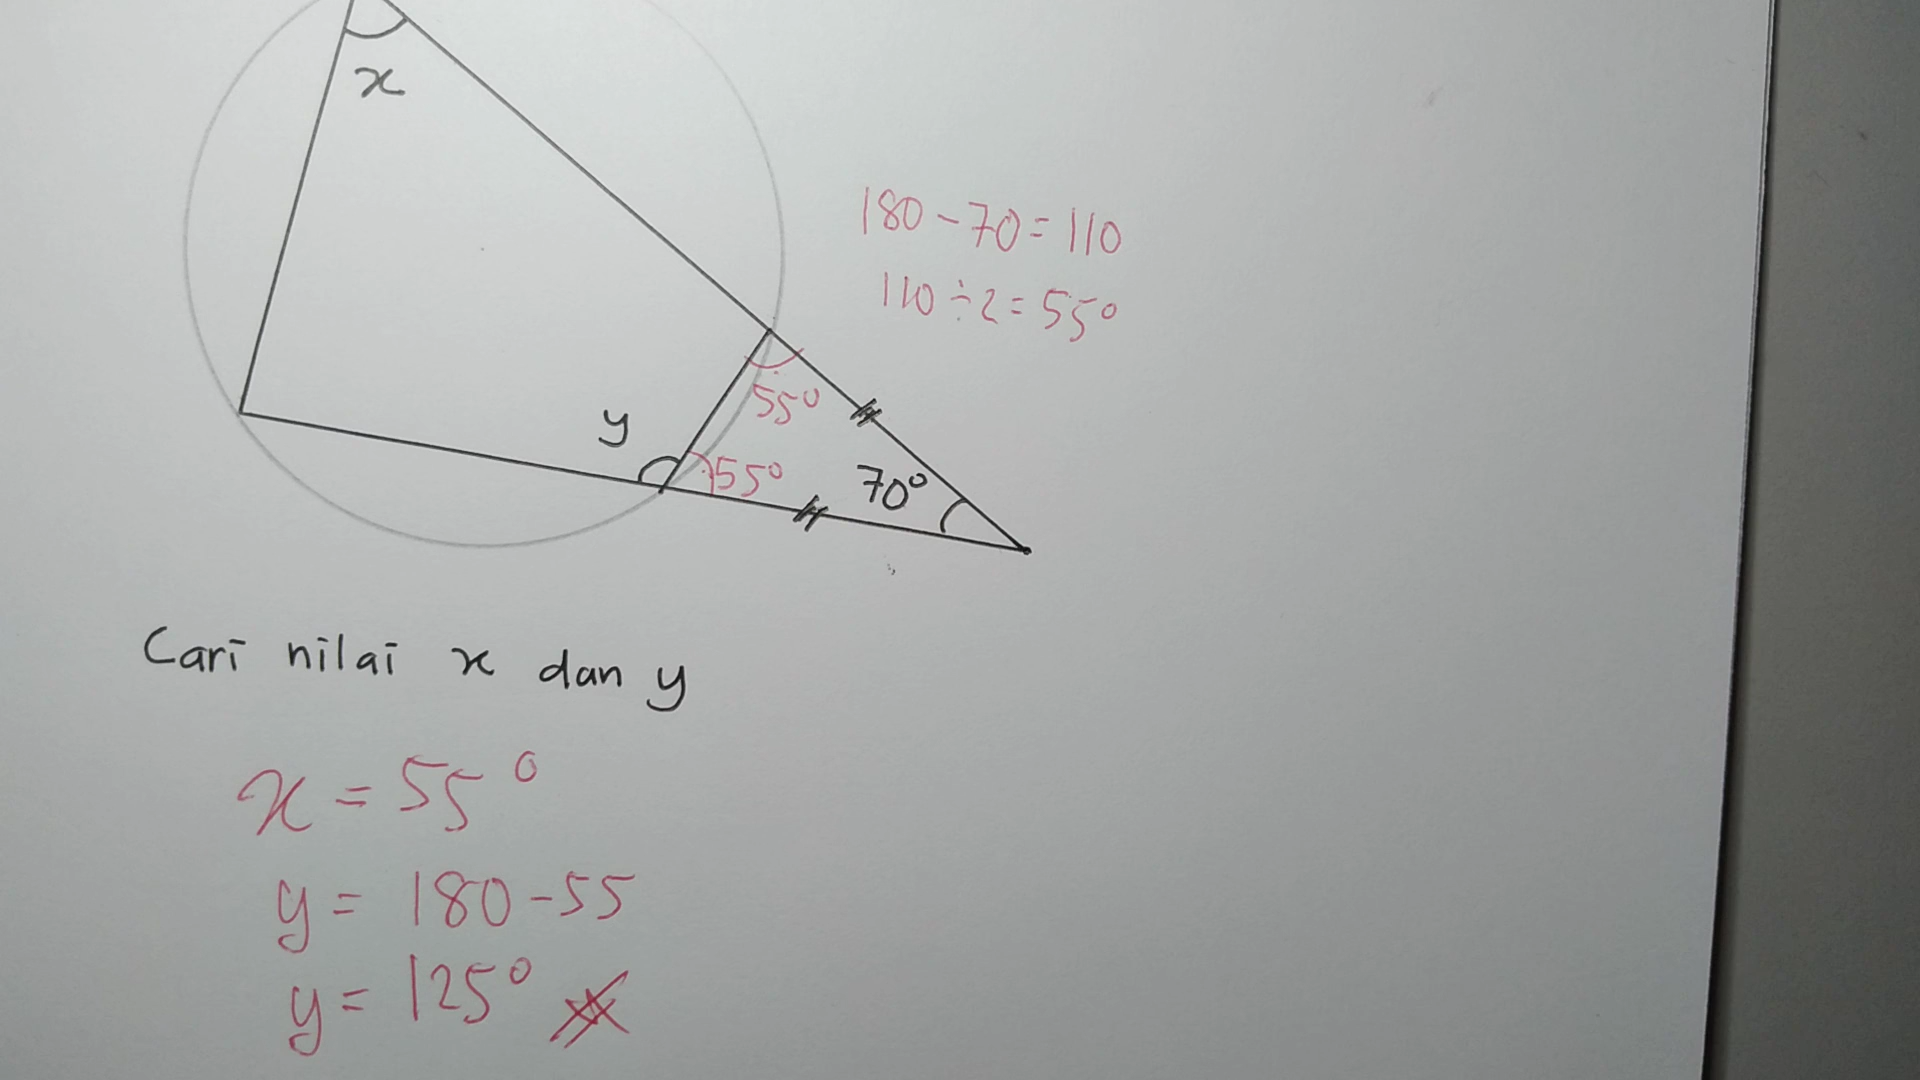 x
180 - 70 = 110
110 ÷ 2 = 55°
55°
y
55°
70°
Cari nilai x dan y
x = 55°
y = 180 - 55
y = 125°